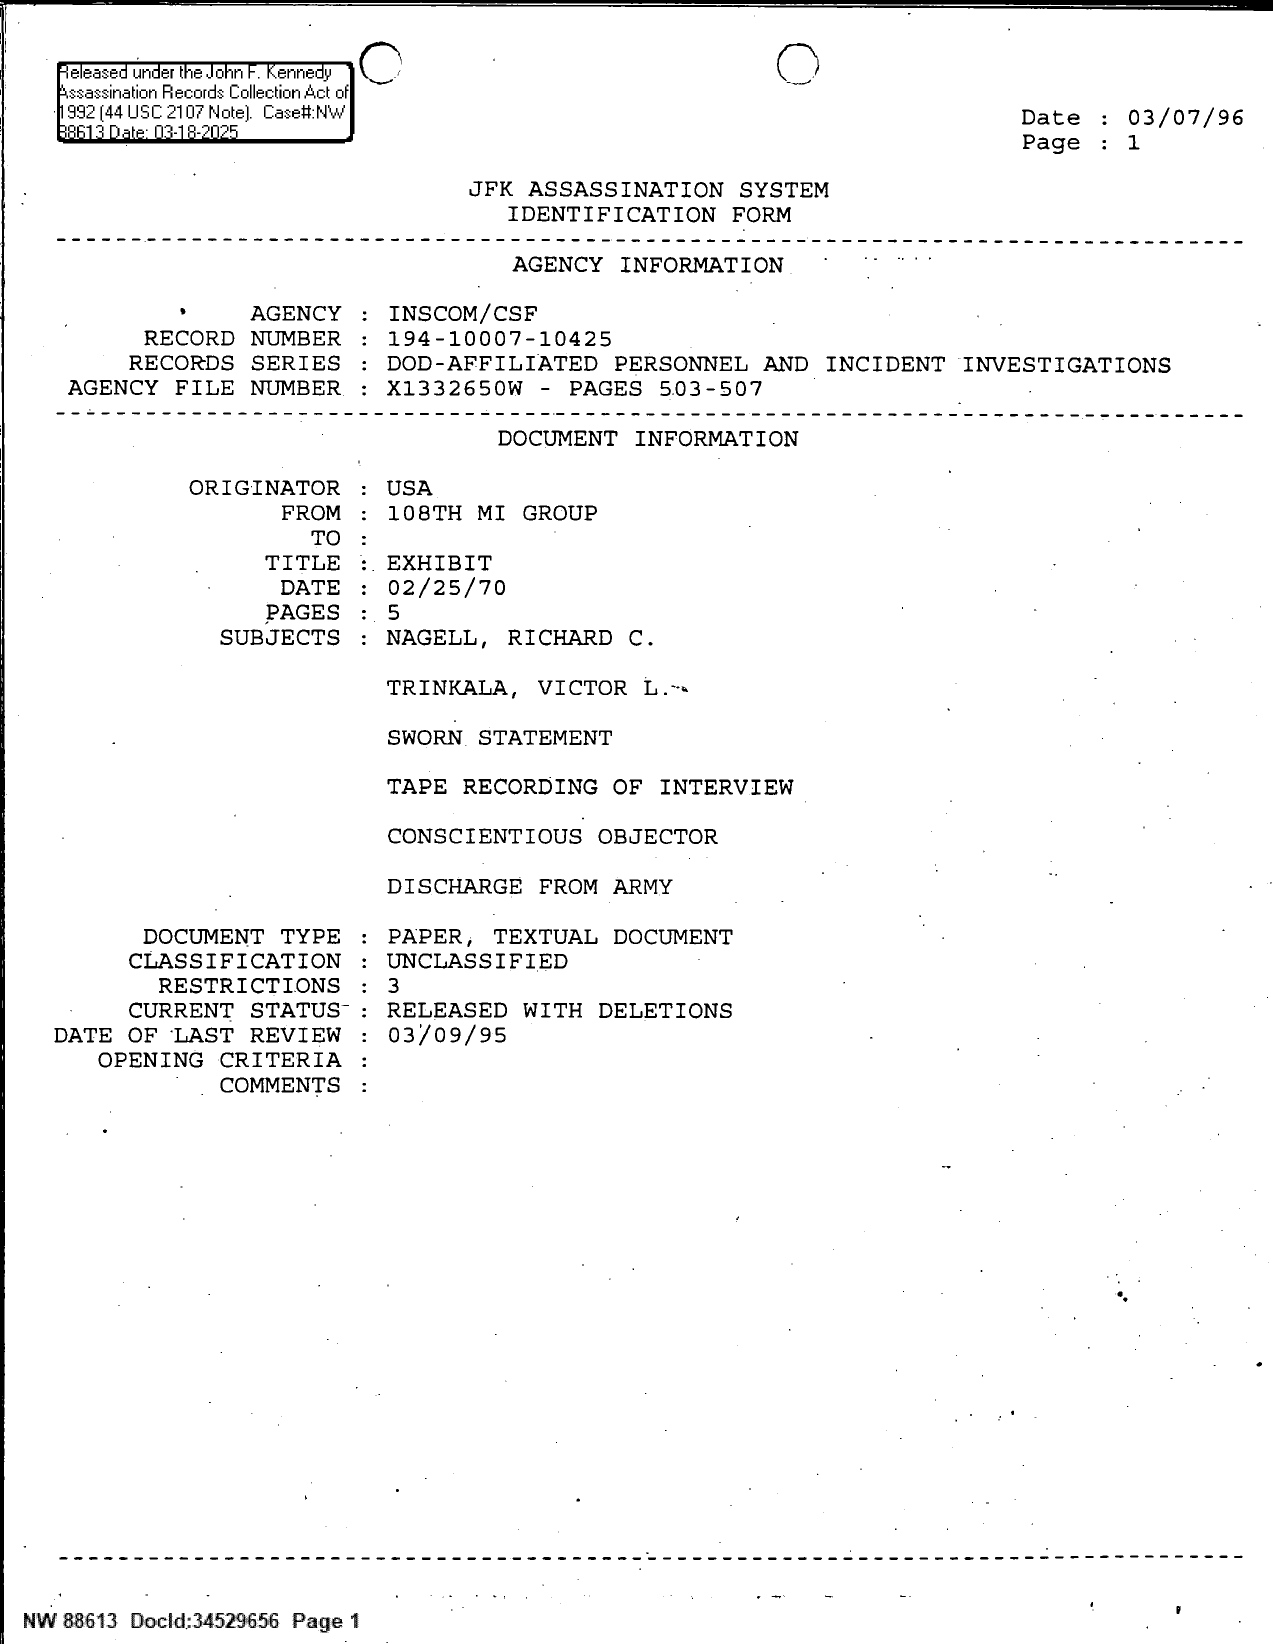 Released under the John F. Kennedy
Assassination Records Collection Act of
1992 (44 USC 2107 Note). Case#:NW
88613 Date: 03-18-2025
Date : 03/07/96
Page : 1
JFK ASSASSINATION SYSTEM
IDENTIFICATION FORM
AGENCY INFORMATION
AGENCY : INSCOM/CSF
RECORD NUMBER : 194-10007-10425
RECORDS SERIES : DOD-AFFILIATED PERSONNEL AND INCIDENT INVESTIGATIONS
AGENCY FILE NUMBER : X1332650W - PAGES 503-507
DOCUMENT INFORMATION
ORIGINATOR : USA
FROM : 108TH MI GROUP
TO :
TITLE : EXHIBIT
DATE : 02/25/70
PAGES : 5
SUBJECTS : NAGELL, RICHARD C.
TRINKALA, VICTOR L.
SWORN STATEMENT
TAPE RECORDING OF INTERVIEW
CONSCIENTIOUS OBJECTOR
DISCHARGE FROM ARMY
DOCUMENT TYPE : PAPER, TEXTUAL DOCUMENT
CLASSIFICATION : UNCLASSIFIED
RESTRICTIONS : 3
CURRENT STATUS : RELEASED WITH DELETIONS
DATE OF LAST REVIEW : 03/09/95
OPENING CRITERIA :
COMMENTS :
NW 88613 DocId:34529656 Page 1